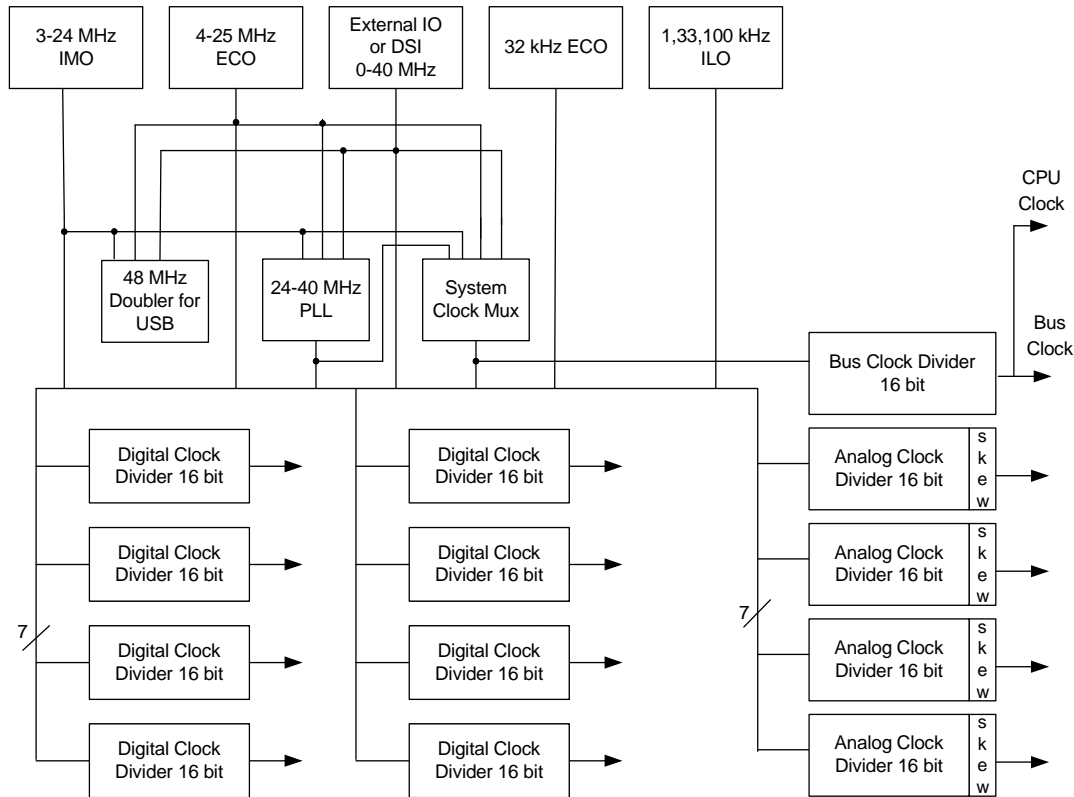 3-24 MHz
IMO
4-25 MHz
ECO
External IO
or DSI
0-40 MHz
32 kHz ECO
1,33,100 kHz
ILO
CPU
Clock
48 MHz
Doubler for
USB
24-40 MHz
PLL
System
Clock Mux
Bus
Clock
Bus Clock Divider
16 bit
Digital Clock
Divider 16 bit
Digital Clock
Divider 16 bit
Analog Clock
Divider 16 bit
s
k
e
w
Digital Clock
Divider 16 bit
Digital Clock
Divider 16 bit
Analog Clock
Divider 16 bit
s
k
e
w
7
7
Digital Clock
Divider 16 bit
Digital Clock
Divider 16 bit
Analog Clock
Divider 16 bit
s
k
e
w
Digital Clock
Divider 16 bit
Digital Clock
Divider 16 bit
Analog Clock
Divider 16 bit
s
k
e
w